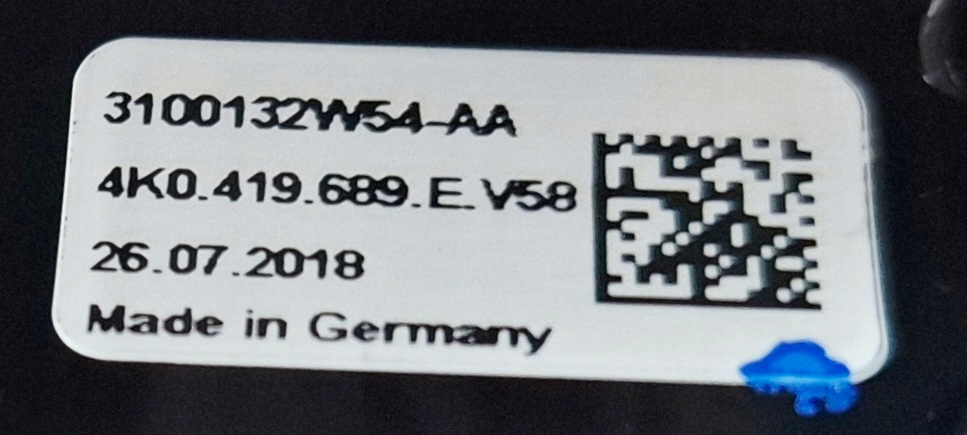 3100132W54-AA
4K0.419.689.E.V58
26.07.2018
Made in Germany